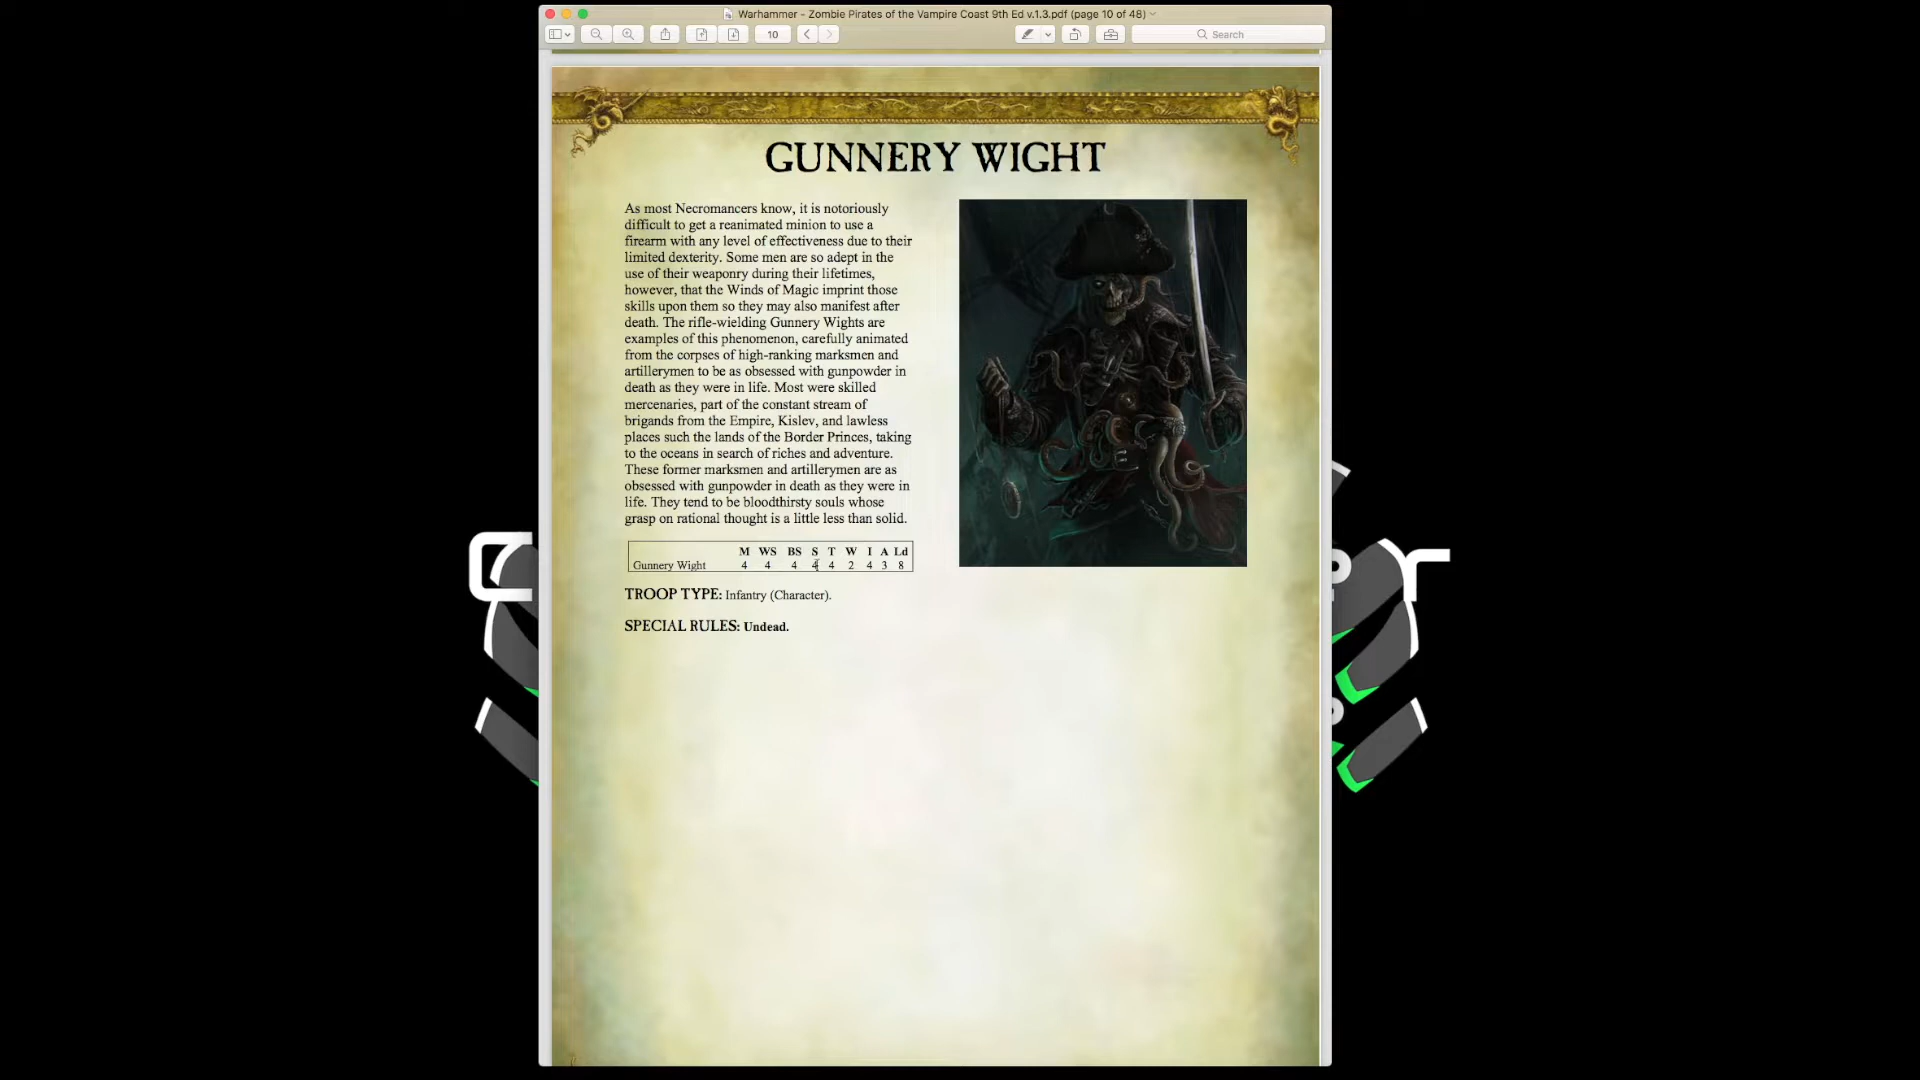 Warhammer - Zombie Pirates of the Vampire Coast 9th Ed v.1.3.pdf (page 10 of 48)
10
Search
GUNNERY WIGHT
As most Necromancers know, it is notoriously
difficult to get a reanimated minion to use a
firearm with any level of effectiveness due to their
limited dexterity. Some men are so adept in the
use of their weaponry during their lifetimes,
however, that the Winds of Magic imprint those
skills upon them so they may also manifest after
death. The rifle-wielding Gunnery Wights are
examples of this phenomenon, carefully animated
from the corpses of high-ranking marksmen and
artillerymen to be as obsessed with gunpowder in
death as they were in life. Most were skilled
mercenaries, part of the constant stream of
brigands from the Empire, Kislev, and lawless
places such the lands of the Border Princes, taking
to the oceans in search of riches and adventure.
These former marksmen and artillerymen are as
obsessed with gunpowder in death as they were in
life. They tend to be bloodthirsty souls whose
grasp on rational thought is a little less than solid.
M WS BS S T W I A Ld
Gunnery Wight 4 4 4 4 4 2 4 3 8
TROOP TYPE: Infantry (Character).
SPECIAL RULES: Undead.